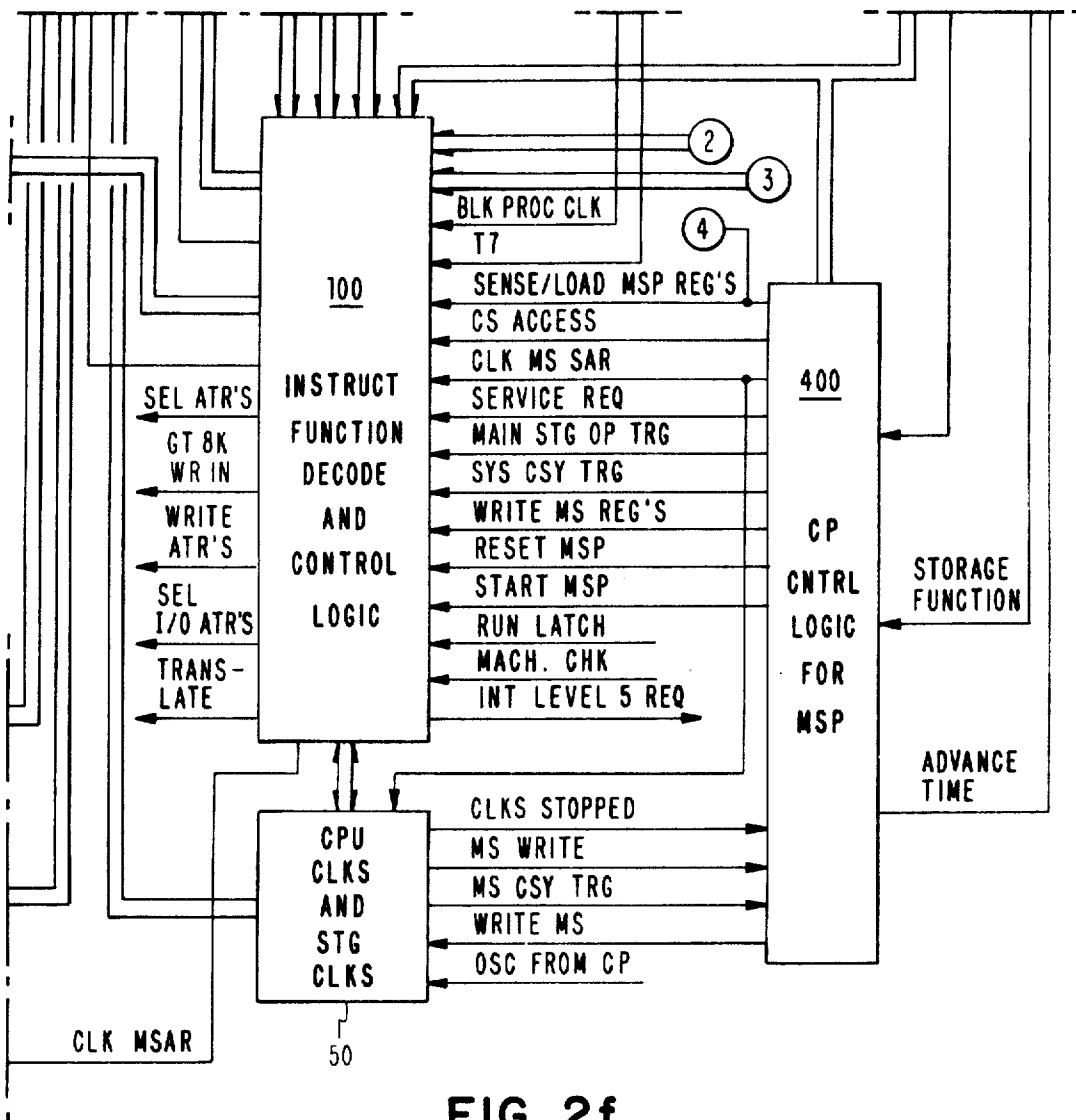 2
3
BLK PROC CLK
4
T7
100
SENSE/LOAD MSP REG'S
CS ACCESS
CLK MS SAR
400
SEL ATR'S
INSTRUCT
FUNCTION
DECODE
AND
CONTROL
LOGIC
SERVICE REQ
GT 8K
WR IN
MAIN STG OP TRG
SYS CSY TRG
WRITE
ATR'S
WRITE MS REG'S
RESET MSP
SEL
I/O ATR'S
START MSP
RUN LATCH
TRANS-
LATE
MACH. CHK
INT LEVEL 5 REQ
CP
CNTRL
LOGIC
FOR
MSP
STORAGE
FUNCTION
ADVANCE
TIME
CPU
CLKS
AND
STG
CLKS
CLKS STOPPED
MS WRITE
MS CSY TRG
WRITE MS
OSC FROM CP
CLK MSAR
50
FIG. 2f